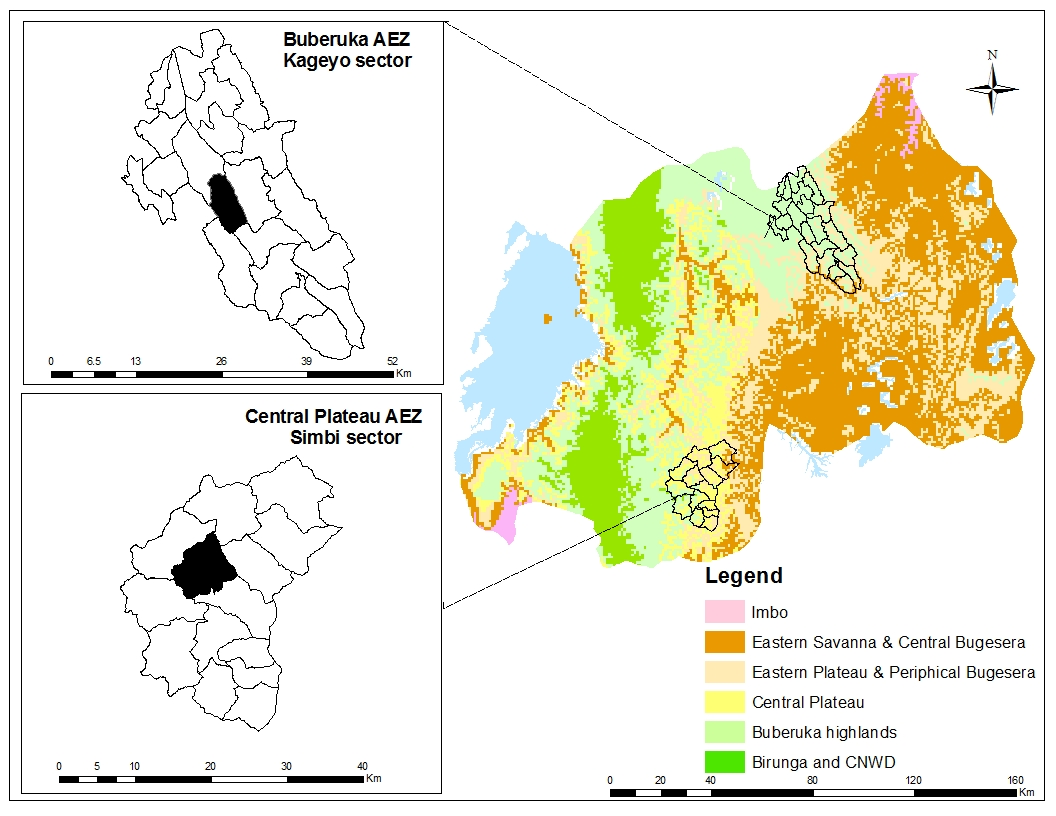 Buberuka AEZ
Kageyo sector
0 6.5 13 26 39 52 Km
Central Plateau AEZ
Simbi sector
0 5 10 20 30 40 Km
N
Legend
Imbo
Eastern Savanna & Central Bugesera
Eastern Plateau & Periphical Bugesera
Central Plateau
Buberuka highlands
Birunga and CNWD
0 20 40 80 120 160 Km